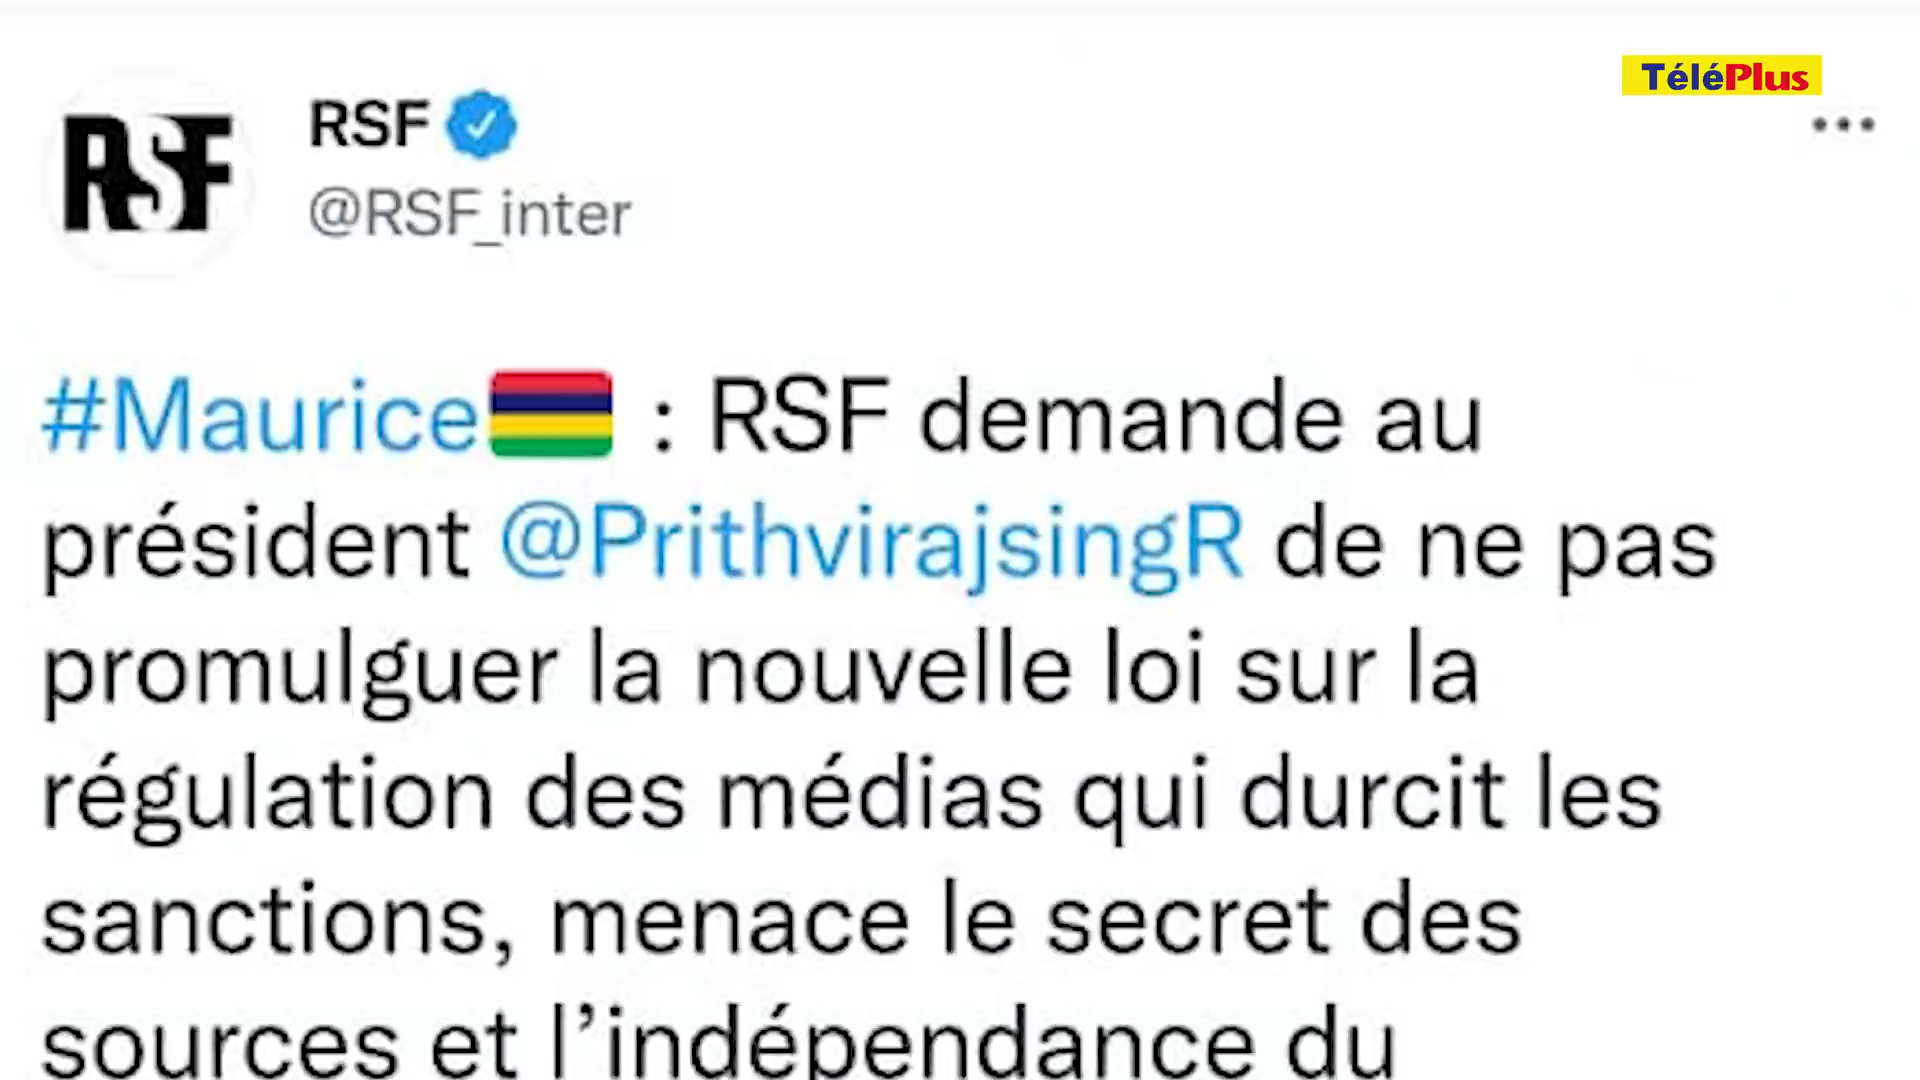 TéléPlus
RSF
RSF
@RSF_inter
#Maurice : RSF demande au
président @PrithvirajsingR de ne pas
promulguer la nouvelle loi sur la
régulation des médias qui durcit les
sanctions, menace le secret des
sources et l’indépendance du